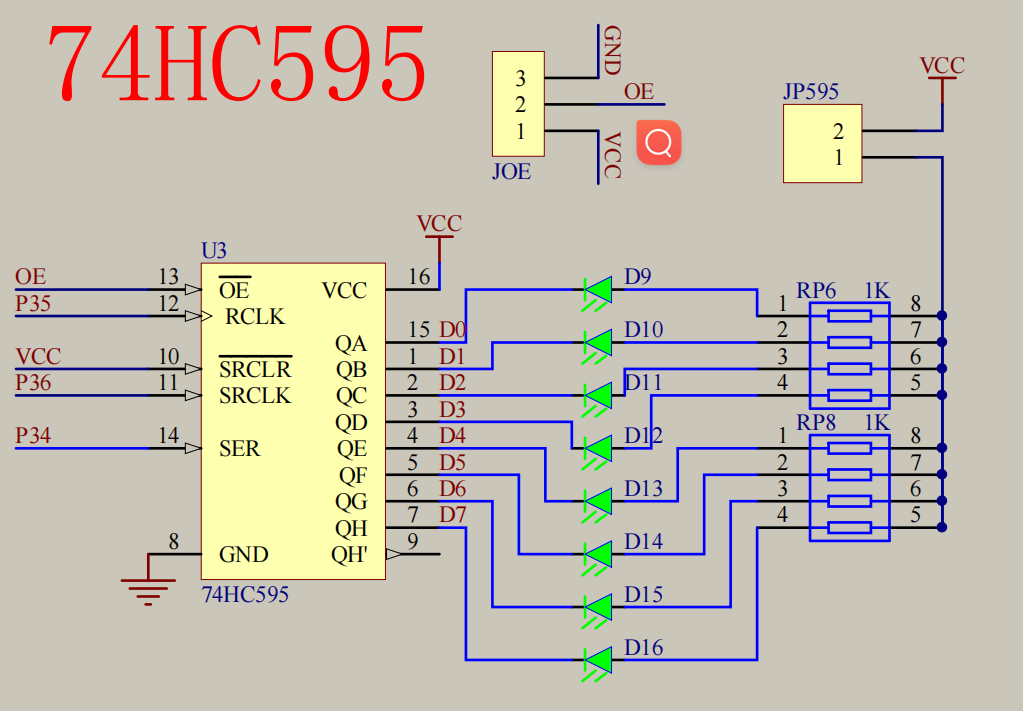 74HC595
GND
3
2
1
OE
VCC
JOE
VCC
JP595
2
1
U3
VCC
OE 13 OE VCC 16
P35 12 RCLK
QA 15 D0
VCC 10 SRCLR QB 1 D1
P36 11 SRCLK QC 2 D2
QD 3 D3
P34 14 SER QE 4 D4
QF 5 D5
QG 6 D6
QH 7 D7
8 GND QH' 9
74HC595
D9
D10
D11
D12
D13
D14
D15
D16
RP6 1K
1 8
2 7
3 6
4 5
RP8 1K
1 8
2 7
3 6
4 5